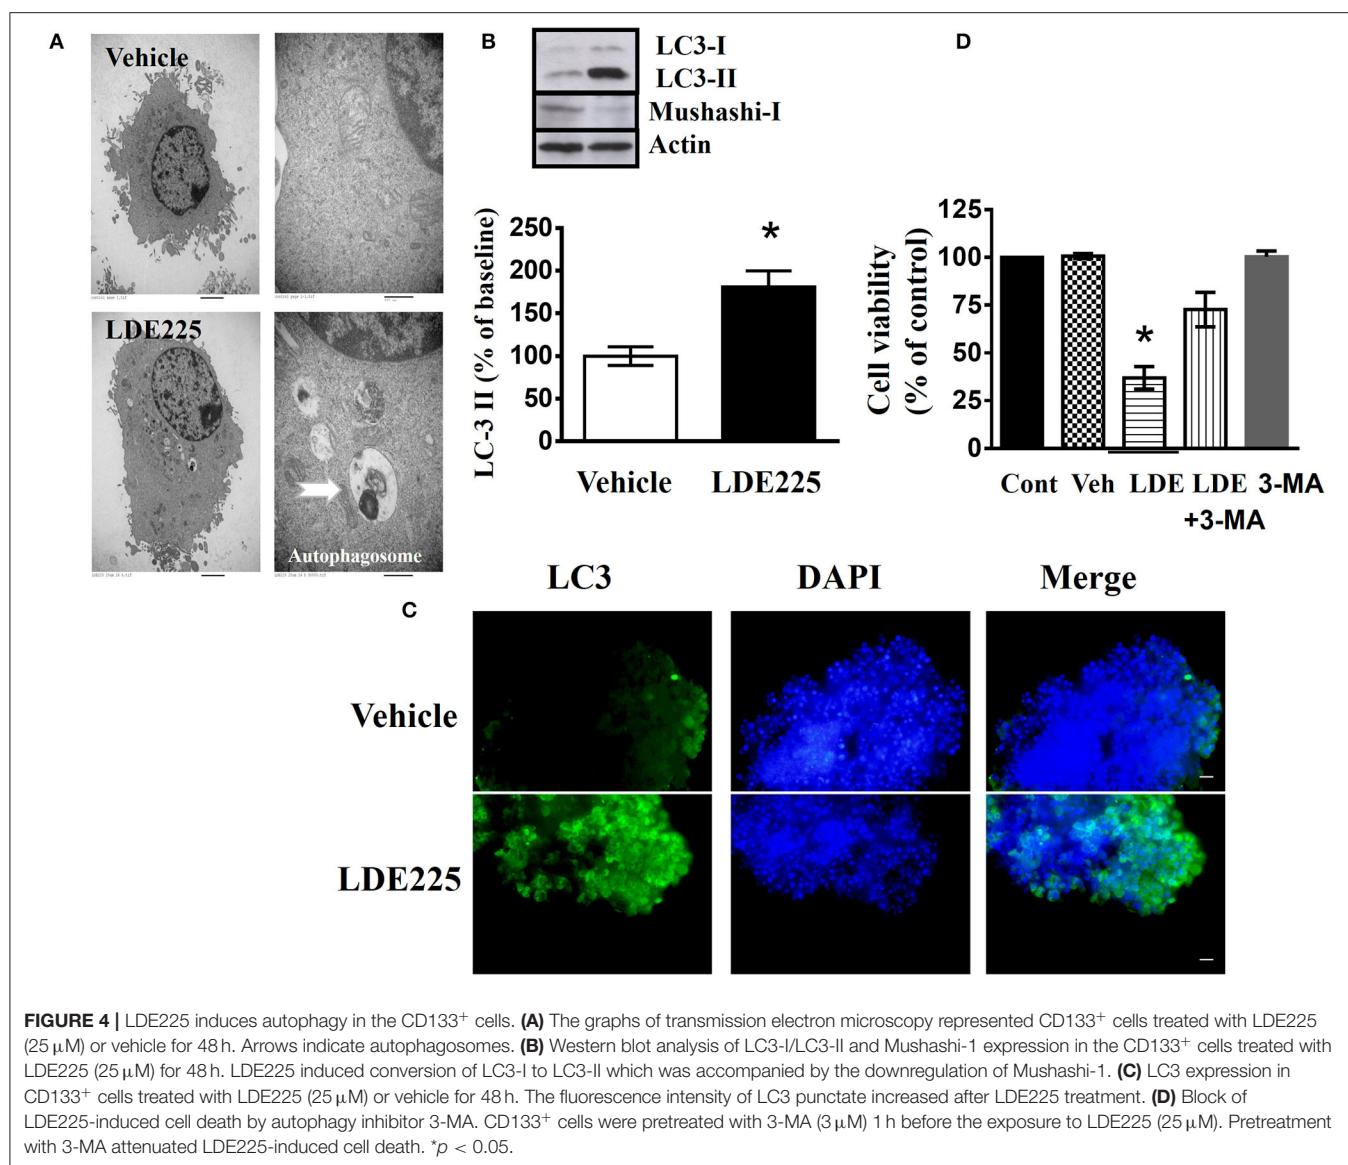 A
Vehicle
LDE225
Autophagosome
B
LC3-I
LC3-II
Mushashi-I
Actin
LC-3 II (% of baseline)
250
200
150
100
50
0
*
Vehicle LDE225
D
Cell viability
(% of control)
125
100
75
50
25
0
*
Cont Veh LDE LDE 3-MA
+3-MA
C
LC3 DAPI Merge
Vehicle
LDE225
FIGURE 4 | LDE225 induces autophagy in the CD133+ cells. (A) The graphs of transmission electron microscopy represented CD133+ cells treated with LDE225
(25 μM) or vehicle for 48 h. Arrows indicate autophagosomes. (B) Western blot analysis of LC3-I/LC3-II and Mushashi-1 expression in the CD133+ cells treated with
LDE225 (25 μM) for 48 h. LDE225 induced conversion of LC3-I to LC3-II which was accompanied by the downregulation of Mushashi-1. (C) LC3 expression in
CD133+ cells treated with LDE225 (25 μM) or vehicle for 48 h. The fluorescence intensity of LC3 punctate increased after LDE225 treatment. (D) Block of
LDE225-induced cell death by autophagy inhibitor 3-MA. CD133+ cells were pretreated with 3-MA (3 μM) 1 h before the exposure to LDE225 (25 μM). Pretreatment
with 3-MA attenuated LDE225-induced cell death. *p < 0.05.